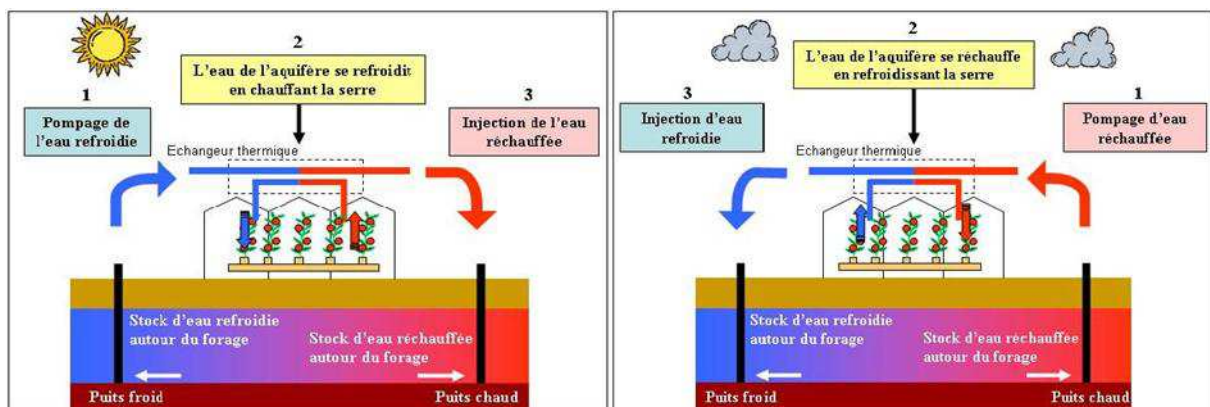 2
L'eau de l'aquifère se refroidit
en chauffant la serre
1
Pompage de
l'eau refroidie
3
Injection de l'eau
réchauffée
Echangeur thermique
Stock d'eau refroidie
autour du forage
Stock d'eau réchauffée
autour du forage
Puits froid
Puits chaud
2
L'eau de l'aquifère se réchauffe
en refroidissant la serre
3
Injection d'eau
refroidie
1
Pompage d'eau
réchauffée
Echangeur thermique
Stock d'eau refroidie
autour du forage
Stock d'eau réchauffée
autour du forage
Puits froid
Puits chaud